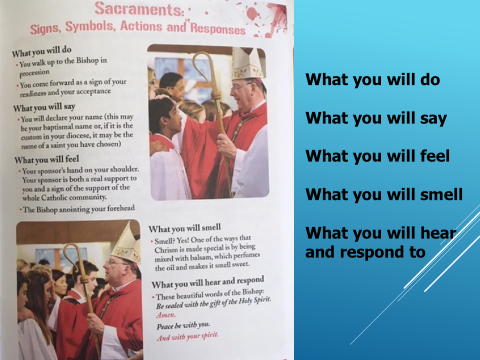 Sacraments:
Signs, Symbols, Actions and Responses
What you will do
• You walk up to the Bishop in
procession
• You come forward as a sign of your
readiness and your acceptance
What you will say
• You will declare your name (this may
be your baptismal name or, if it is the
custom in your diocese, it may be the
name of a saint you have chosen)
What you will feel
• Your sponsor's hand on your shoulder.
Your sponsor is both a real support to
you and a sign of the support of the
whole Catholic community.
• The Bishop anointing your forehead
What you will smell
• Smell? Yes! One of the ways that
Chrism is made special is by being
mixed with balsam, which perfumes
the oil and makes it smell sweet.
What you will hear and respond
• These beautiful words of the Bishop:
Be sealed with the gift of the Holy Spirit.
Amen.
Peace be with you.
And with your spirit.
What you will do
What you will say
What you will feel
What you will smell
What you will hear
and respond to